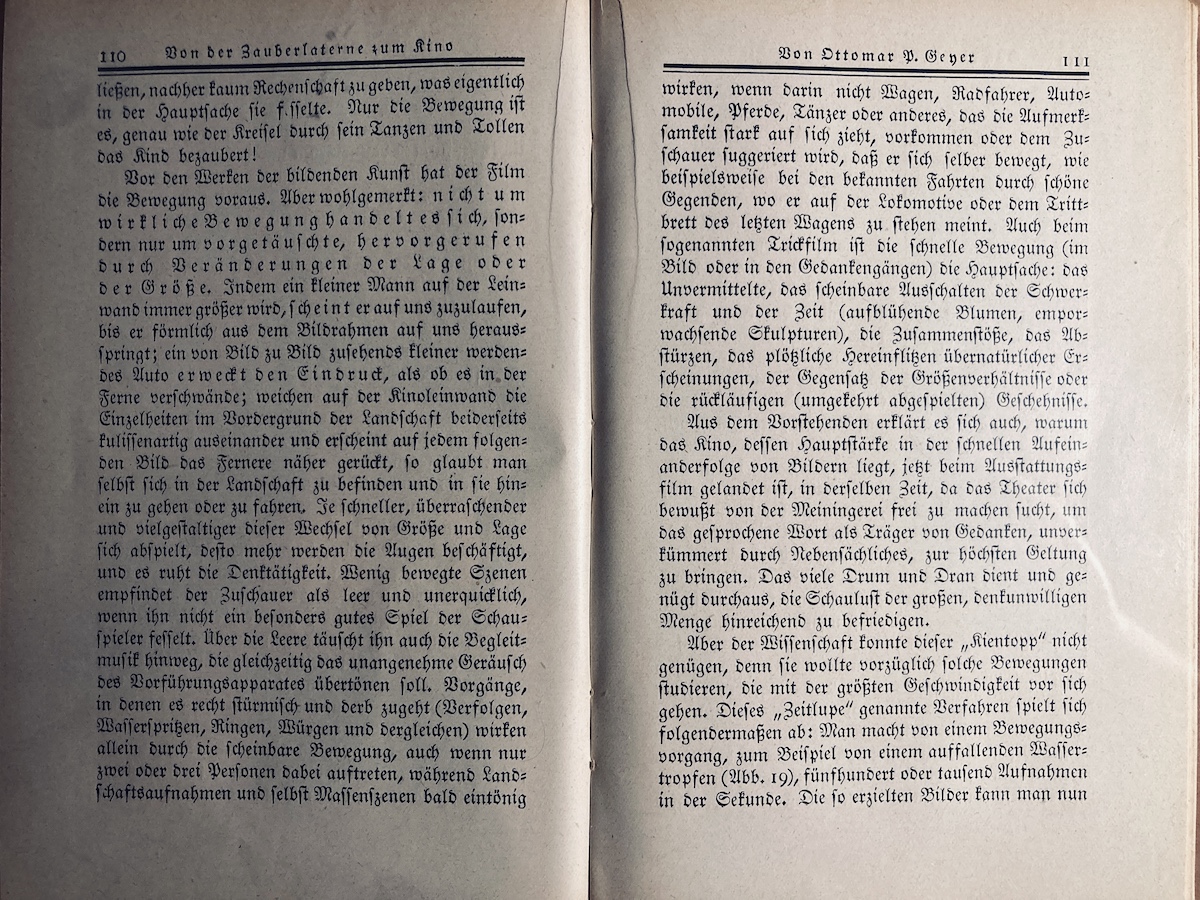 110 Von der Zauberlaterne zum Kino
ließen, nachher kaum Rechenschaft zu geben, was eigentlich
in der Hauptsache sie f.sselte. Nur die Bewegung ist
es, genau wie der Kreisel durch sein Tanzen und Tollen
das Kind bezaubert!
Vor den Werken der bildenden Kunst hat der Film
die Bewegung voraus. Aber wohlgemerkt: nicht um
wirkliche Bewegung handelt es sich, son-
dern nur um vorgetäuschte, hervorgerufen
durch Veränderungen der Lage oder
der Größe. Indem ein kleiner Mann auf der Lein-
wand immer größer wird, scheint er auf uns zuzulaufen,
bis er förmlich aus dem Bildrahmen auf uns heraus-
springt; ein von Bild zu Bild zusehends kleiner werden-
des Auto erweckt den Eindruck, als ob es in der
Ferne verschwände; weichen auf der Kinoleinwand die
Einzelheiten im Vordergrund der Landschaft beiderseits
kulissenartig auseinander und erscheint auf jedem folgen-
den Bild das Fernere näher gerückt, so glaubt man
selbst sich in der Landschaft zu befinden und in sie hin-
ein zu gehen oder zu fahren. Je schneller, überraschender
und vielgestaltiger dieser Wechsel von Größe und Lage
sich abspielt, desto mehr werden die Augen beschäftigt,
und es ruht die Denktätigkeit. Wenig bewegte Szenen
empfindet der Zuschauer als leer und unerquicklich,
wenn ihn nicht ein besonders gutes Spiel der Schau-
spieler fesselt. Über die Leere täuscht ihn auch die Begleit-
musik hinweg, die gleichzeitig das unangenehme Geräusch
des Vorführungsapparates übertönen soll. Vorgänge,
in denen es recht stürmisch und derb zugeht (Verfolgen,
Wasserspritzen, Ringen, Würgen und dergleichen) wirken
allein durch die scheinbare Bewegung, auch wenn nur
zwei oder drei Personen dabei auftreten, während Land-
schaftsaufnahmen und selbst Massenszenen bald eintönig
Von Ottomar P. Geyer 111
wirken, wenn darin nicht Wagen, Radfahrer, Auto-
mobile, Pferde, Tänzer oder anderes, das die Aufmerk-
samkeit stark auf sich zieht, vorkommen oder dem Zu-
schauer suggeriert wird, daß er sich selber bewegt, wie
beispielsweise bei den bekannten Fahrten durch schöne
Gegenden, wo er auf der Lokomotive oder dem Tritt-
brett des letzten Wagens zu stehen meint. Auch beim
sogenannten Trickfilm ist die schnelle Bewegung (im
Bild oder in den Gedankengängen) die Hauptsache: das
Unvermittelte, das scheinbare Ausschalten der Schwer-
kraft und der Zeit (aufblühende Blumen, empor-
wachsende Skulpturen), die Zusammenstöße, das Ab-
stürzen, das plötzliche Hereinflitzen übernatürlicher Er-
scheinungen, der Gegensatz der Größenverhältnisse oder
die rückläufigen (umgekehrt abgespielten) Geschehnisse.
Aus dem Vorstehenden erklärt es sich auch, warum
das Kino, dessen Hauptstärke in der schnellen Aufein-
anderfolge von Bildern liegt, jetzt beim Ausstattungs-
film gelandet ist, in derselben Zeit, da das Theater sich
bewußt von der Meiningerei frei zu machen sucht, um
das gesprochene Wort als Träger von Gedanken, unver-
kümmert durch Nebensächliches, zur höchsten Geltung
zu bringen. Das viele Drum und Dran dient und ge-
nügt durchaus, die Schaulust der großen, denkunwilligen
Menge hinreichend zu befriedigen.
Aber der Wissenschaft konnte dieser „Kientopp“ nicht
genügen, denn sie wollte vorzüglich solche Bewegungen
studieren, die mit der größten Geschwindigkeit vor sich
gehen. Dieses „Zeitlupe“ genannte Verfahren spielt sich
folgendermaßen ab: Man macht von einem Bewegungs-
vorgang, zum Beispiel von einem auffallenden Wasser-
tropfen (Abb. 19), fünfhundert oder tausend Aufnahmen
in der Sekunde. Die so erzielten Bilder kann man nun